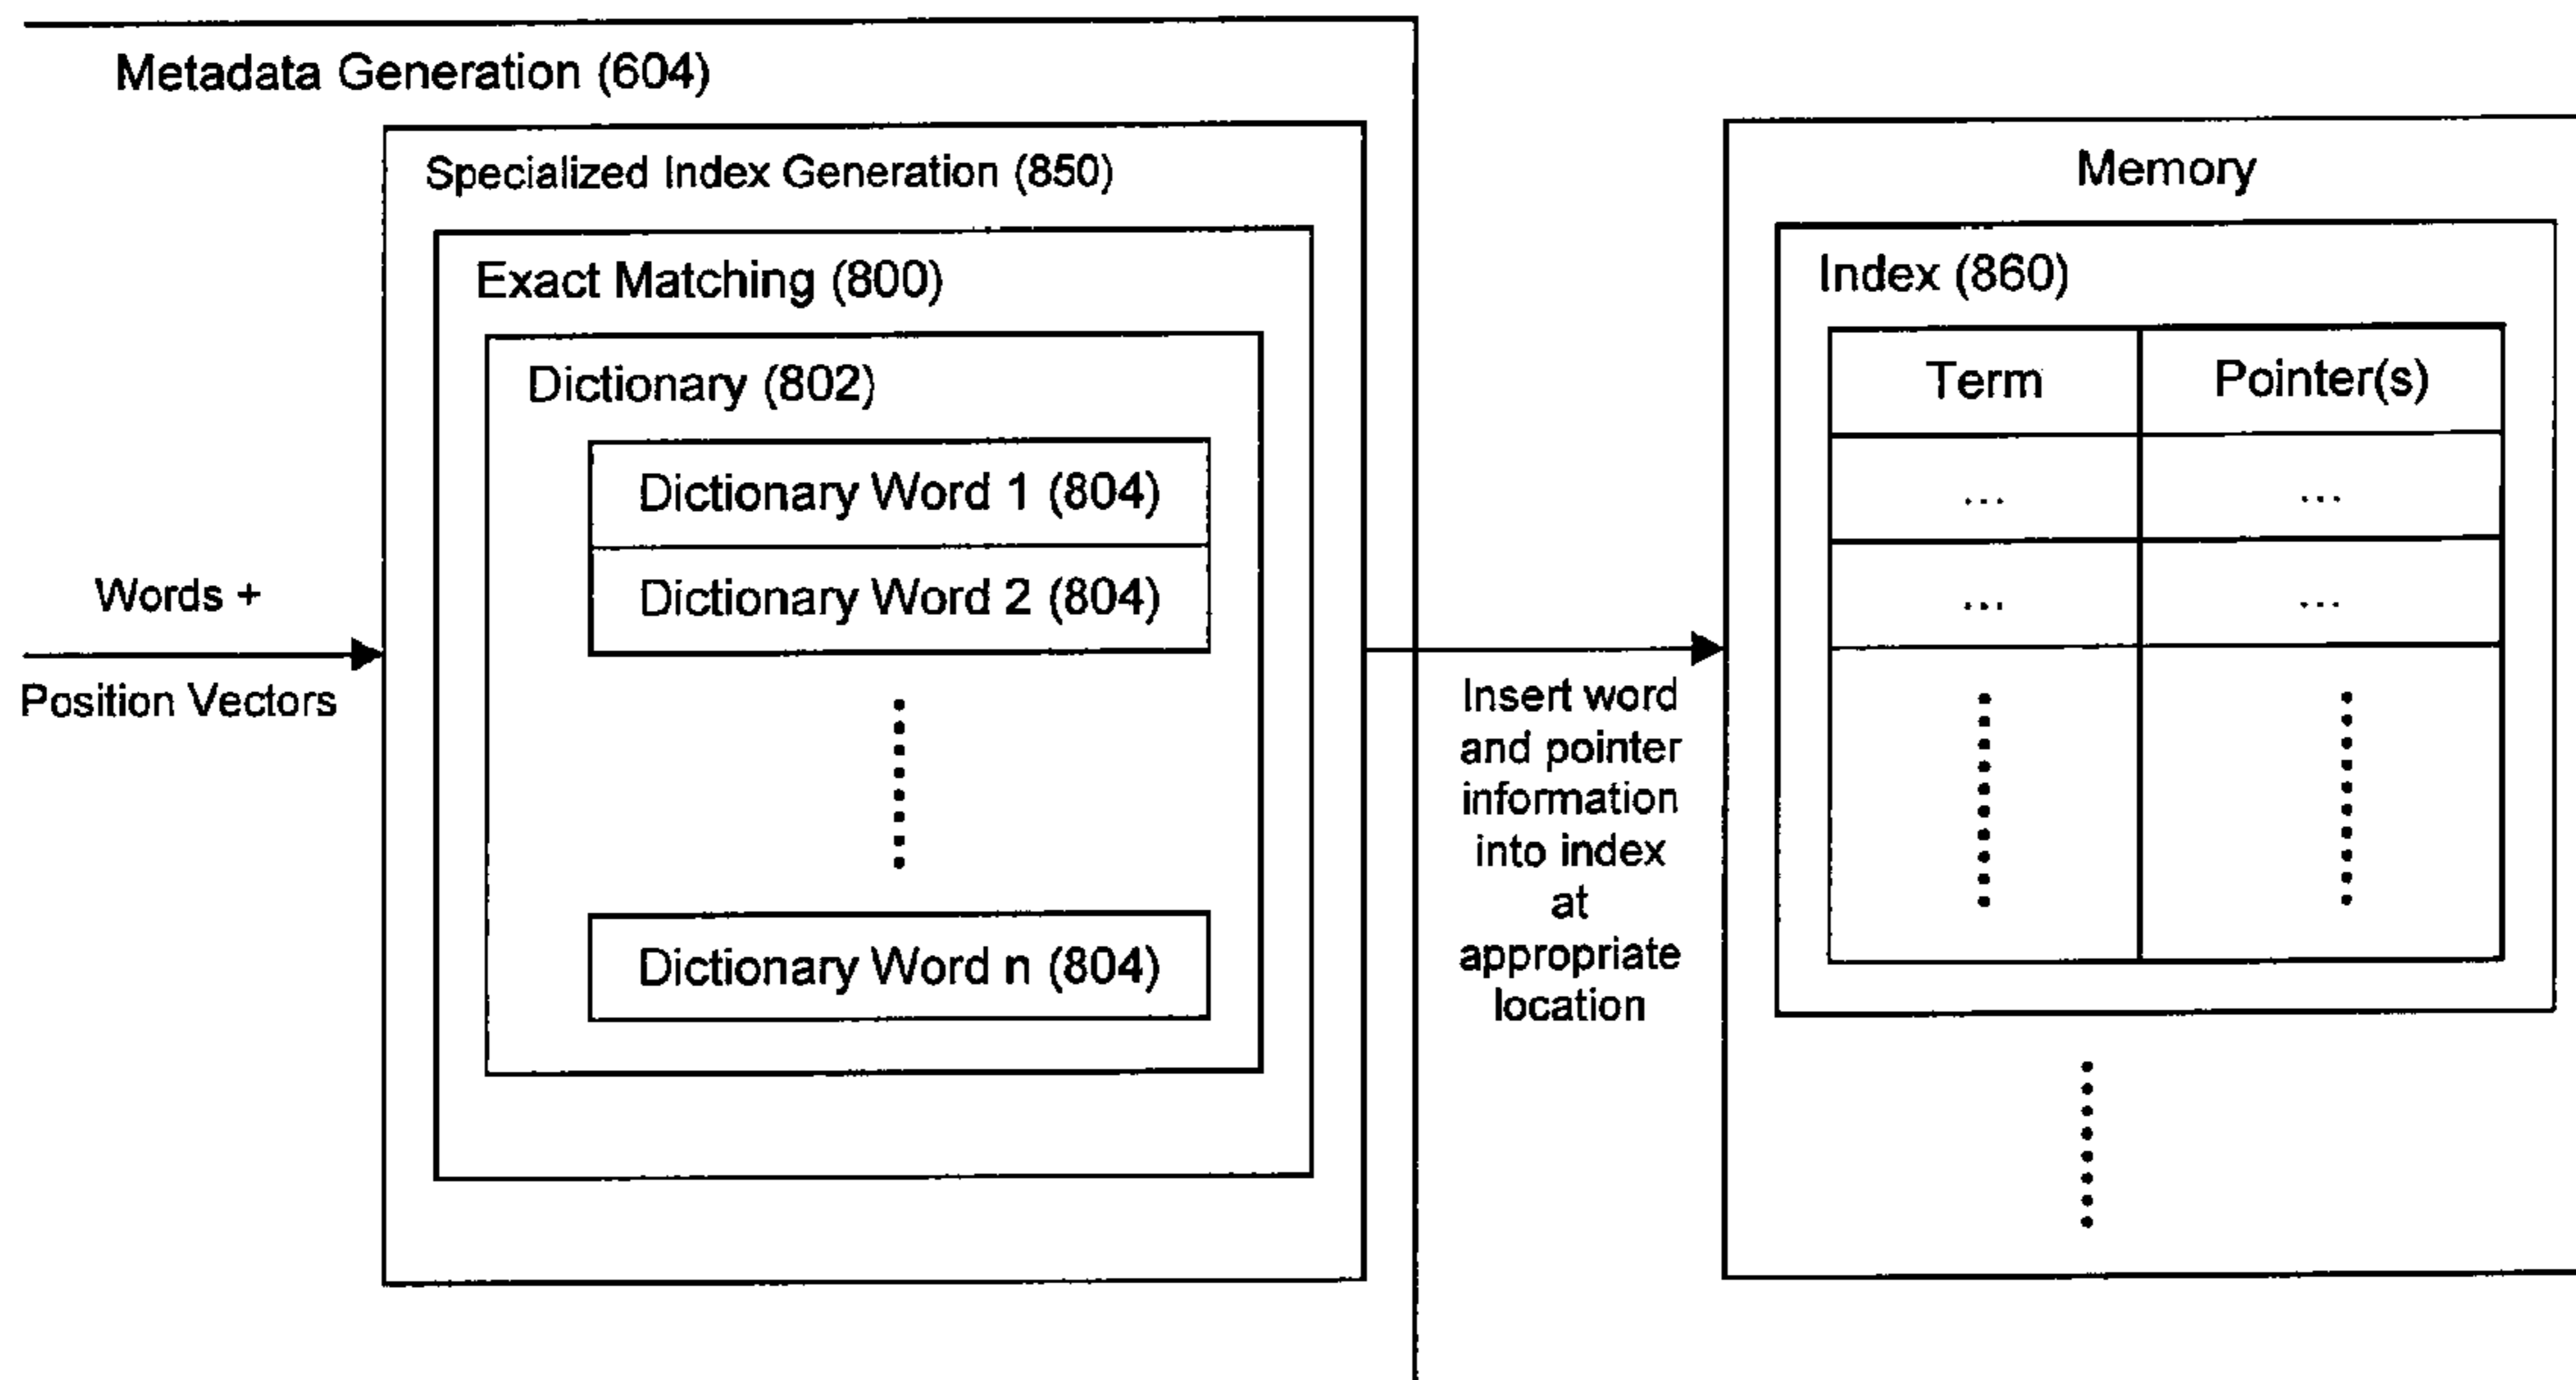 Metadata Generation (604)
Specialized Index Generation (850)
Exact Matching (800)
Dictionary (802)
Dictionary Word 1 (804)
Dictionary Word 2 (804)
Dictionary Word n (804)
Words +
Position Vectors
Insert word
and pointer
information
into index
at
appropriate
location
Memory
Index (860)
Term Pointer(s)
... ...
... ...